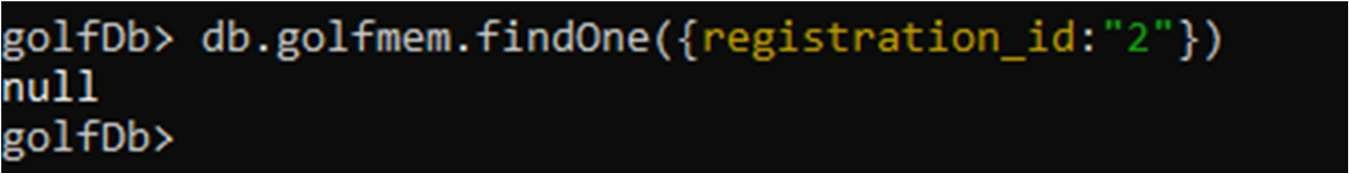 golfDb> db.golfmem.findOne({registration_id:"2"})
null
golfDb>